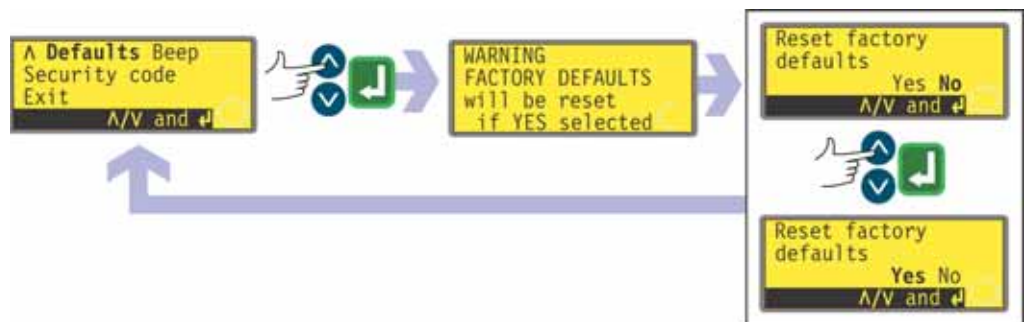 ∧ Defaults Beep
Security code
Exit
∧/∨ and ↵
WARNING
FACTORY DEFAULTS
will be reset
if YES selected
Reset factory
defaults
Yes No
∧/∨ and ↵
Reset factory
defaults
Yes No
∧/∨ and ↵